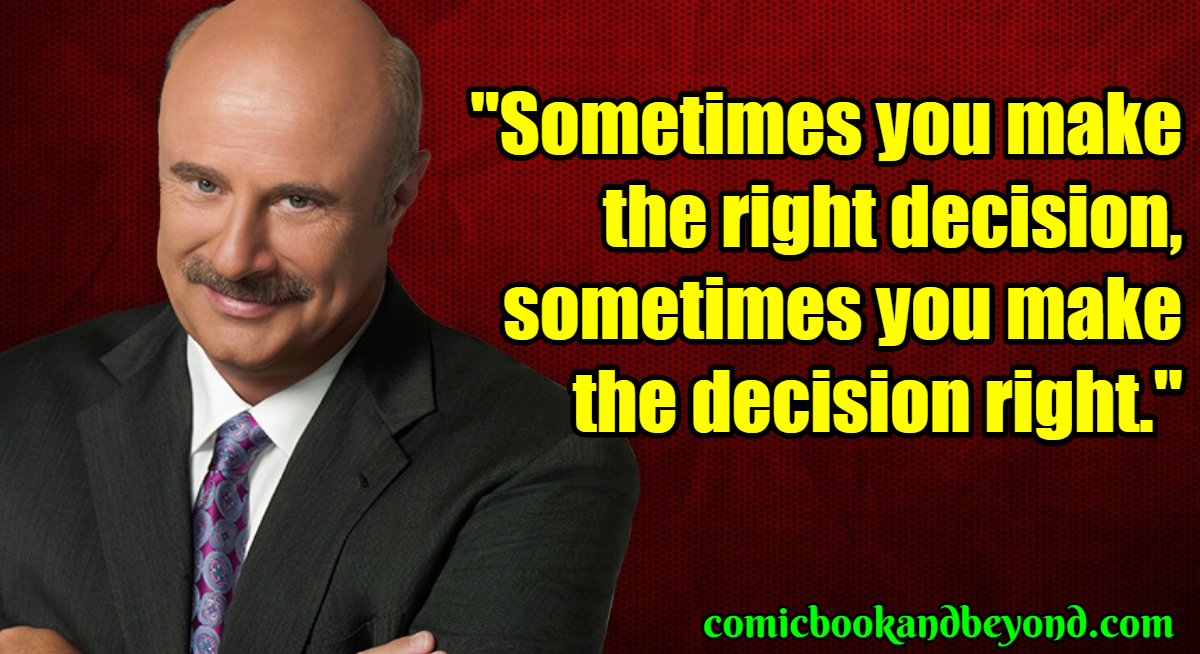 "Sometimes you make
the right decision,
sometimes you make
the decision right."
comicbookandbeyond.com